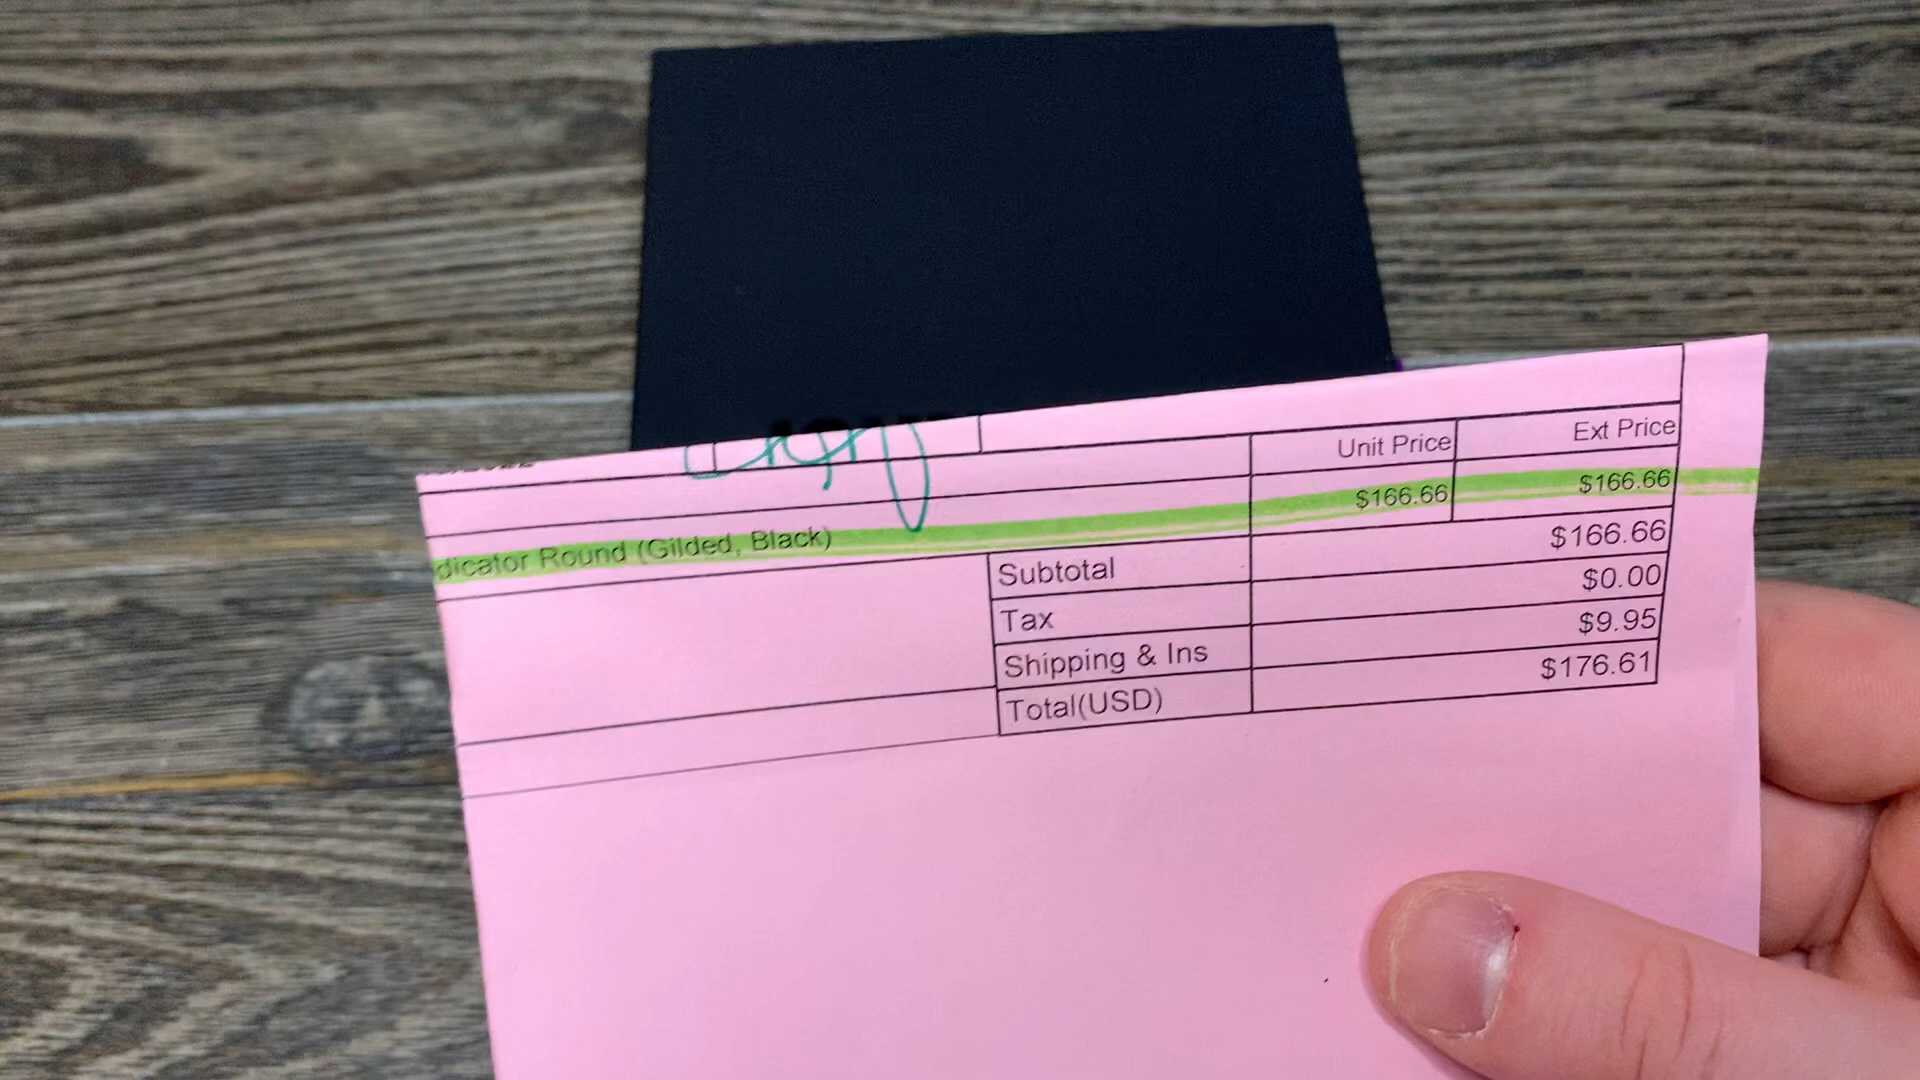 Unit Price Ext Price
dicator Round (Gilded, Black) $166.66 $166.66
Subtotal $166.66
Tax $0.00
Shipping & Ins $9.95
Total(USD) $176.61